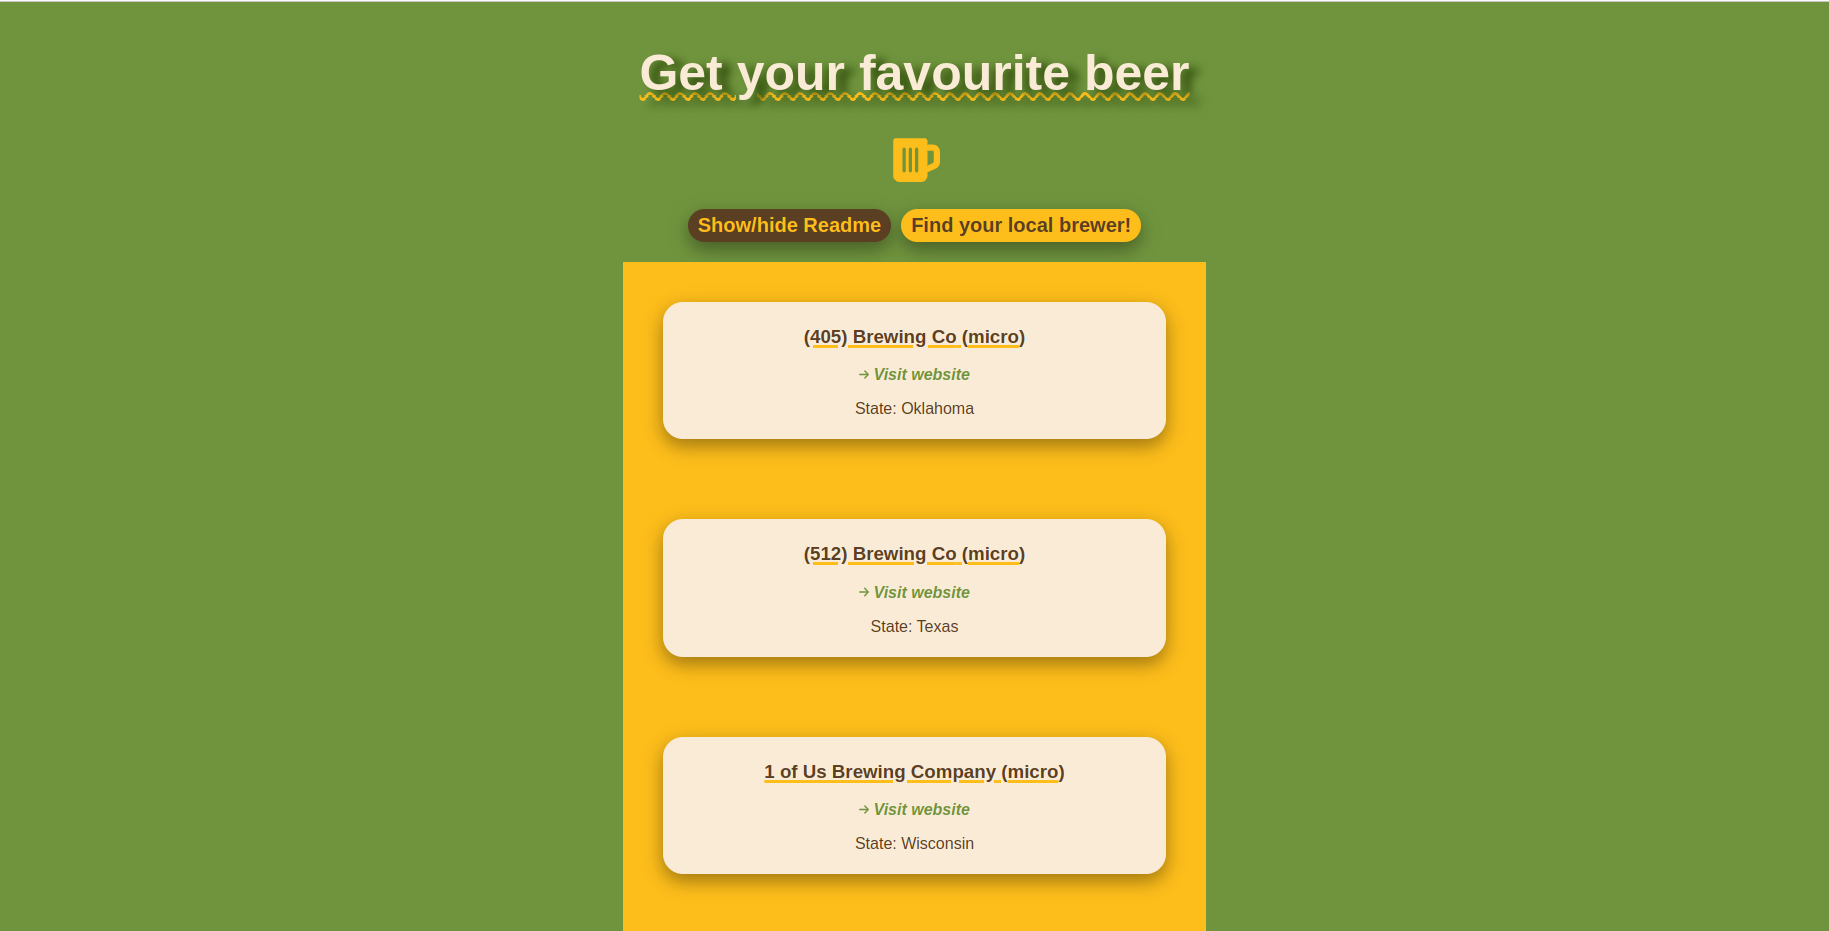 Get your favourite beer
Show/hide Readme
Find your local brewer!
(405) Brewing Co (micro)
→ Visit website
State: Oklahoma
(512) Brewing Co (micro)
→ Visit website
State: Texas
1 of Us Brewing Company (micro)
→ Visit website
State: Wisconsin